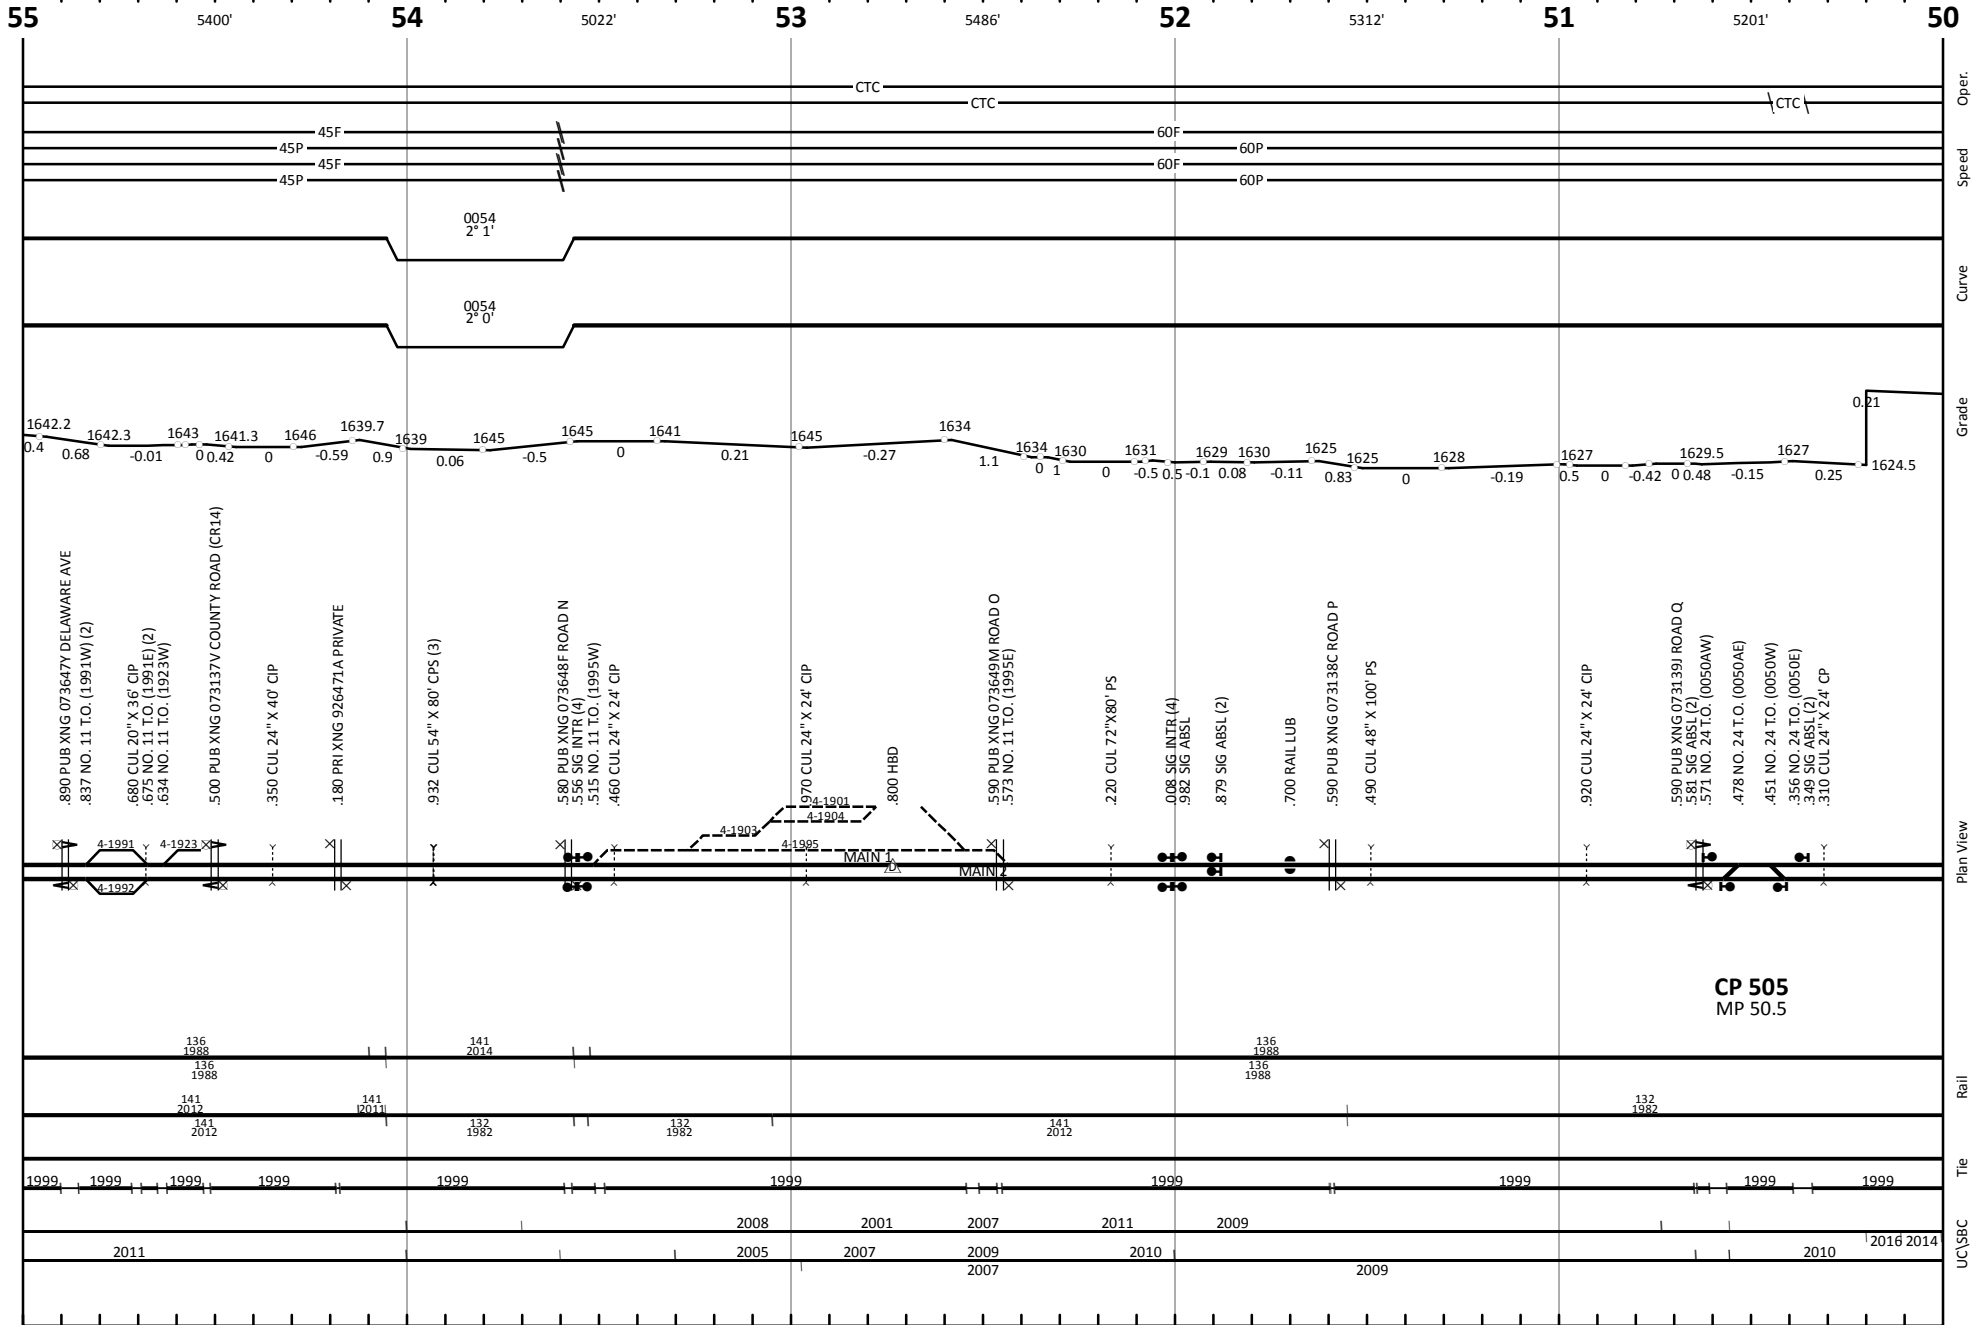 55 5400' 54 5022' 53 5486' 52 5312' 51 5201' 50
Oper.
CTC
CTC CTC
Speed
45F 60F
45P 60P
45F 60F
45P 60P
Curve
0054
2° 1'
0054
2° 0'
Grade
1642.2 1642.3 1643 1641.3 1646 1639.7 1639 1645 1645 1641 1645 1634 1634 1630 1631 1629 1630 1625 1625 1628 1627 1629.5 1627 1624.5
0.4 0.68 -0.01 0 0.42 0 -0.59 0.9 0.06 -0.5 0 0.21 -0.27 1.1 0 1 0 -0.5 0.5 -0.1 0.08 -0.11 0.83 0 -0.19 0.5 0 -0.42 0 0.48 -0.15 0.25 0.21
.890 PUB XNG 073647Y DELAWARE AVE
.837 NO. 11 T.O. (1991W) (2)
.680 CUL 20" X 36' CIP
.675 NO. 11 T.O. (1991E) (2)
.634 NO. 11 T.O. (1923W)
.500 PUB XNG 073137V COUNTY ROAD (CR14)
.350 CUL 24" X 40' CIP
.180 PRI XNG 926471A PRIVATE
.932 CUL 54" X 80' CPS (3)
.580 PUB XNG 073648F ROAD N
.556 SIG INTR (4)
.515 NO. 11 T.O. (1995W)
.460 CUL 24" X 24' CIP
.970 CUL 24" X 24' CIP
.800 HBD
.590 PUB XNG 073649M ROAD O
.573 NO. 11 T.O. (1995E)
.220 CUL 72"X80' PS
.008 SIG INTR (4)
.982 SIG ABSL
.879 SIG ABSL (2)
.700 RAIL LUB
.590 PUB XNG 073138C ROAD P
.490 CUL 48" X 100' PS
.920 CUL 24" X 24' CIP
.590 PUB XNG 073139J ROAD Q
.581 SIG ABSL (2)
.571 NO. 24 T.O. (0050AW)
.478 NO. 24 T.O. (0050AE)
.451 NO. 24 T.O. (0050W)
.356 NO. 24 T.O. (0050E)
.349 SIG ABSL (2)
.310 CUL 24" X 24' CP
Plan View
4-1901
4-1904
4-1903
4-1991 4-1923 4-1995
MAIN 1
D
MAIN 2
4-1992
CP 505
MP 50.5
Rail
136 141 136
1988 2014 1988
136 136
1988 1988
141 141 132
2012 2011 1982
141 132 132 141
2012 1982 1982 2012
Tie
1999 1999 1999 1999 1999 1999 1999 1999 1999 1999
UC\SBC
2008 2001 2007 2011 2009
2016 2014
2011 2005 2007 2009 2010 2010
2007 2009